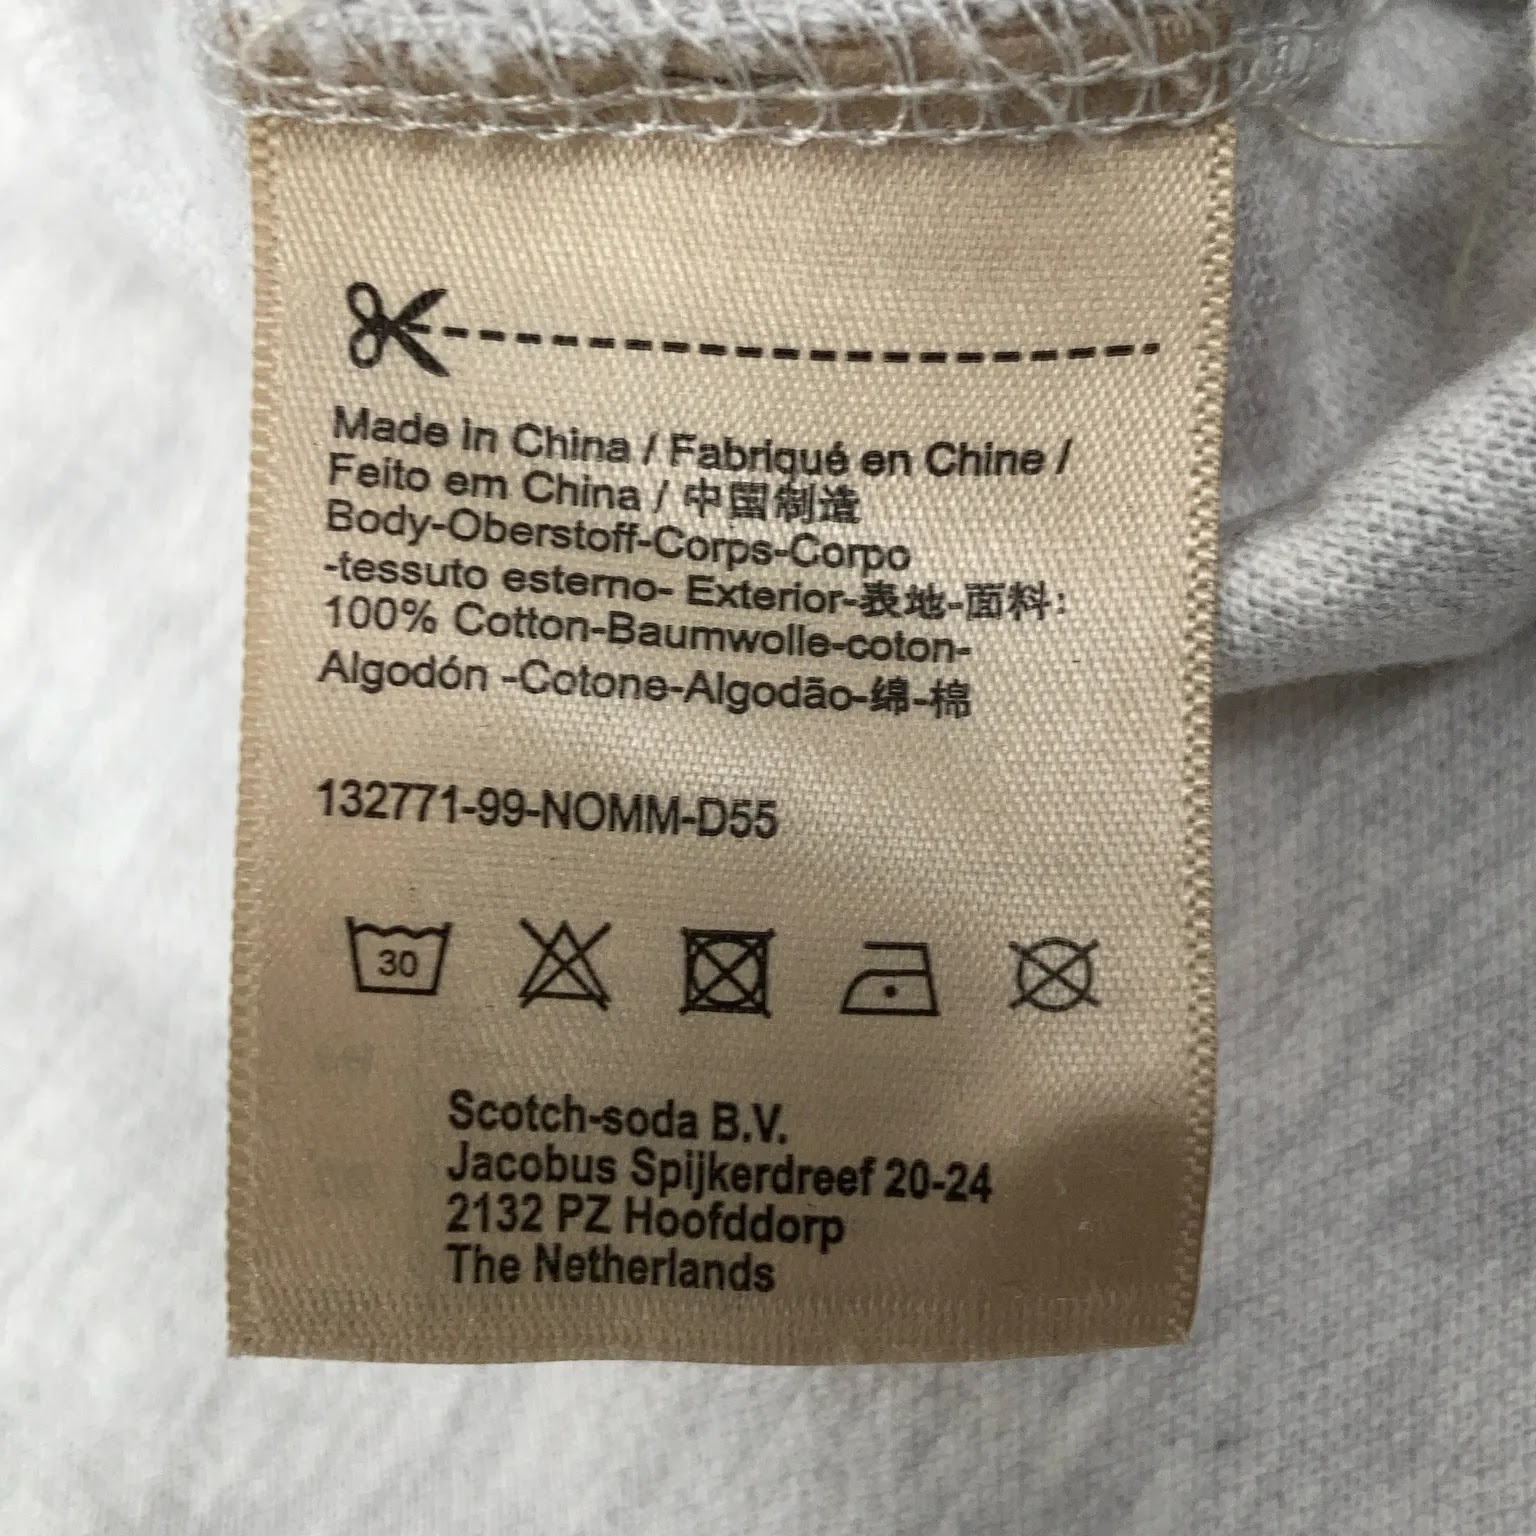 Made in China / Fabriqué en Chine /
Feito em China / 中国制造
Body-Oberstoff-Corps-Corpo
-tessuto esterno- Exterior-表地-面料:
100% Cotton-Baumwolle-coton-
Algodón -Cotone-Algodão-绵-棉
132771-99-NOMM-D55
30
Scotch-soda B.V.
Jacobus Spijkerdreef 20-24
2132 PZ Hoofddorp
The Netherlands